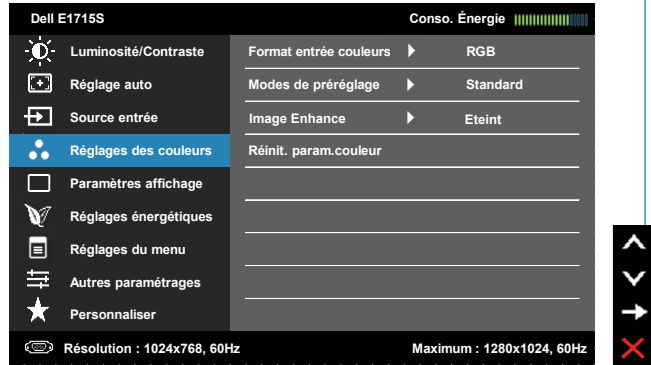 Dell E1715S Conso. Énergie
Luminosité/Contraste Format entrée couleurs RGB
Réglage auto Modes de préréglage Standard
Source entrée Image Enhance Eteint
Réglages des couleurs Réinit. param.couleur
Paramètres affichage
Réglages énergétiques
Réglages du menu
Autres paramétrages
Personnaliser
Résolution : 1024x768, 60Hz Maximum : 1280x1024, 60Hz